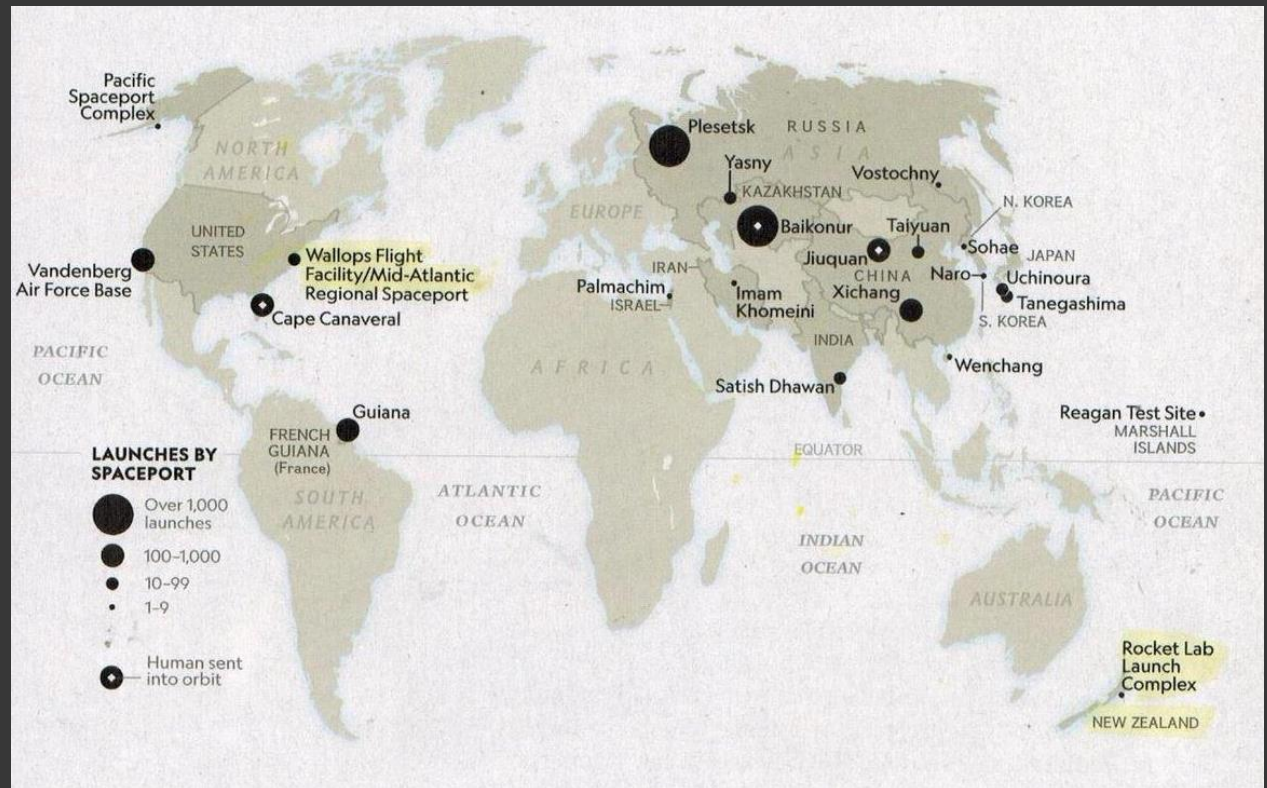 Pacific
Spaceport
Complex
NORTH
AMERICA
UNITED
STATES
Vandenberg
Air Force Base
Wallops Flight
Facility/Mid-Atlantic
Regional Spaceport
Cape Canaveral
PACIFIC
OCEAN
Guiana
FRENCH
GUIANA
(France)
SOUTH
AMERICA
ATLANTIC
OCEAN
EUROPE
AFRICA
Plesetsk
RUSSIA
ASIA
Yasny
KAZAKHSTAN
Vostochny
Baikonur
Taiyuan
N. KOREA
Sohae
JAPAN
Jiuquan
CHINA
Naro
Uchinoura
Tanegashima
S. KOREA
Xichang
IRAN
Palmachim
ISRAEL
Imam
Khomeini
INDIA
Satish Dhawan
Wenchang
Reagan Test Site
MARSHALL
ISLANDS
EQUATOR
INDIAN
OCEAN
PACIFIC
OCEAN
AUSTRALIA
Rocket Lab
Launch
Complex
NEW ZEALAND
LAUNCHES BY
SPACEPORT
Over 1,000
launches
100–1,000
10–99
1–9
Human sent
into orbit